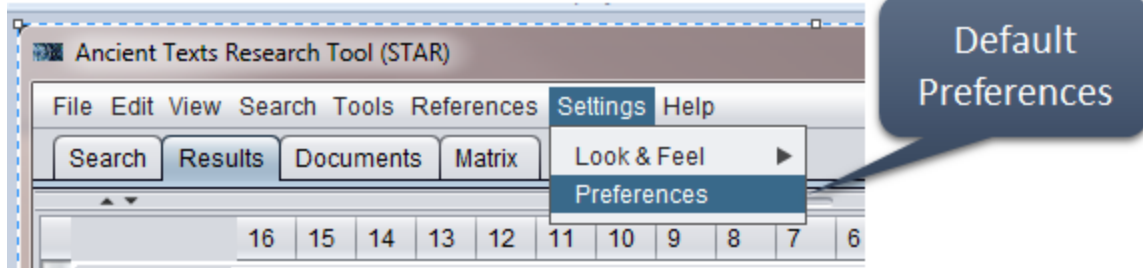 Ancient Texts Research Tool (STAR)
Default
Preferences
File Edit View Search Tools References Settings Help
Search Results Documents Matrix
Look & Feel
Preferences
16 15 14 13 12 11 10 9 8 7 6